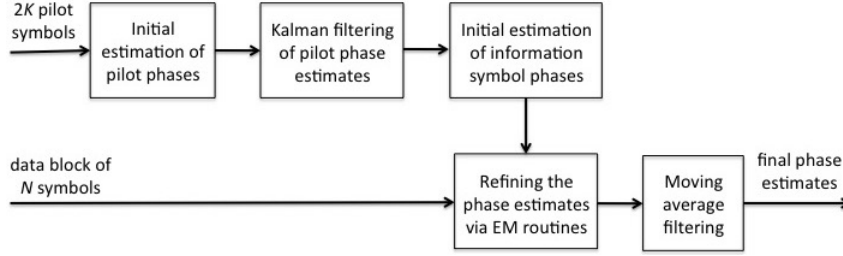 2K pilot
symbols
Initial
estimation of
pilot phases
Kalman filtering
of pilot phase
estimates
Initial estimation
of information
symbol phases
data block of
N symbols
Refining the
phase estimates
via EM routines
Moving
average
filtering
final phase
estimates